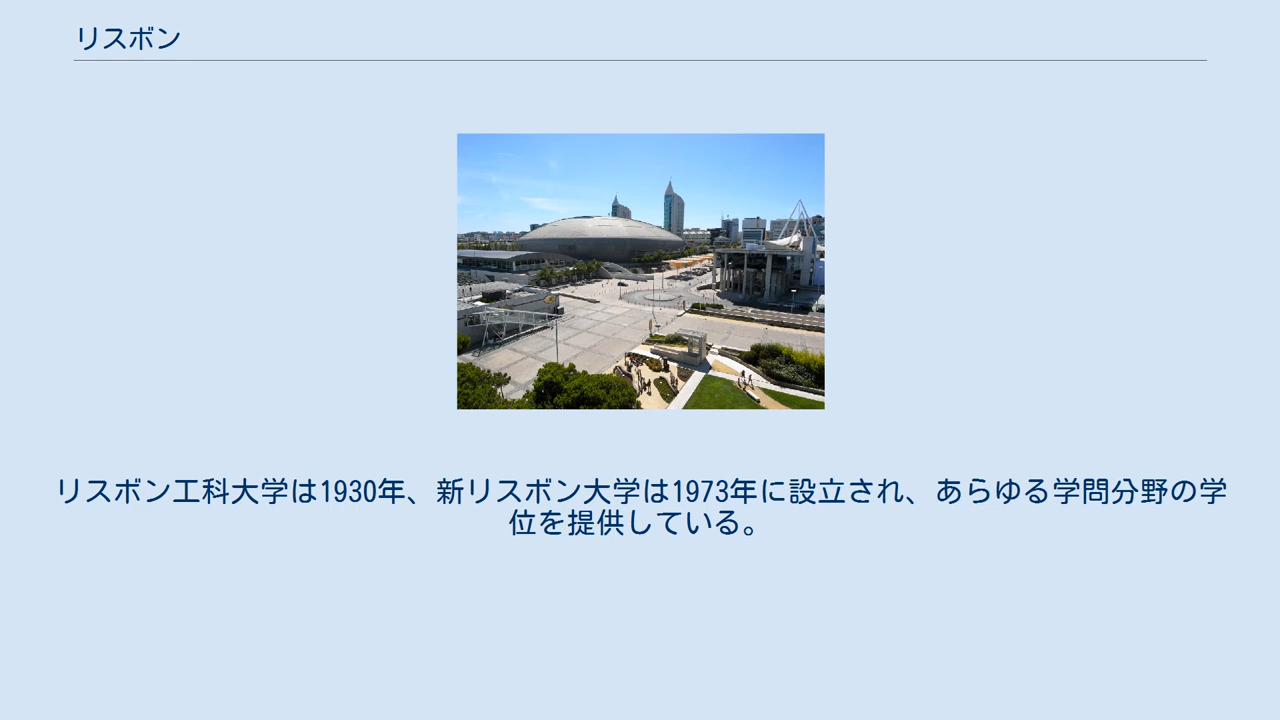 リスボン
リスボン工科大学は1930年、新リスボン大学は1973年に設立され、あらゆる学問分野の学
位を提供している。